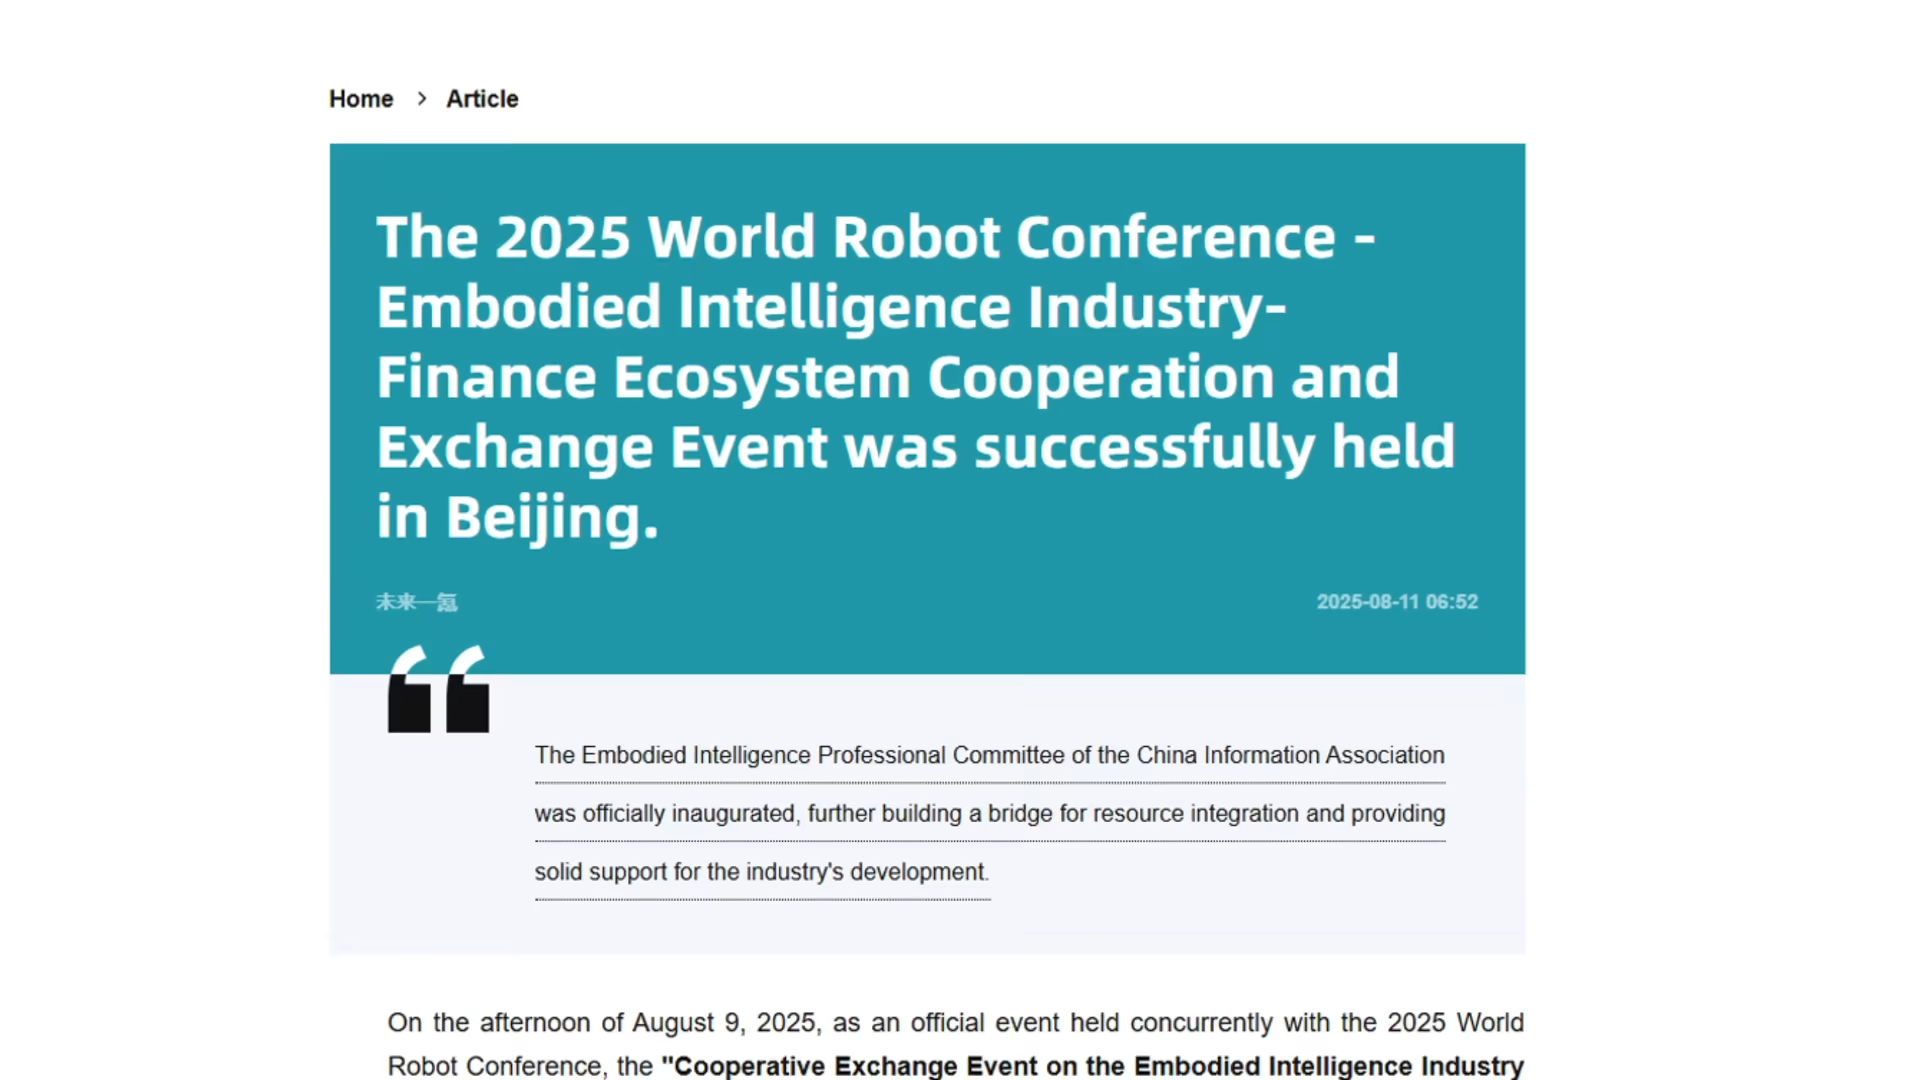 Home > Article
The 2025 World Robot Conference -
Embodied Intelligence Industry-
Finance Ecosystem Cooperation and
Exchange Event was successfully held
in Beijing.
未来一氪 2025-08-11 06:52
The Embodied Intelligence Professional Committee of the China Information Association
was officially inaugurated, further building a bridge for resource integration and providing
solid support for the industry's development.
On the afternoon of August 9, 2025, as an official event held concurrently with the 2025 World
Robot Conference, the "Cooperative Exchange Event on the Embodied Intelligence Industry